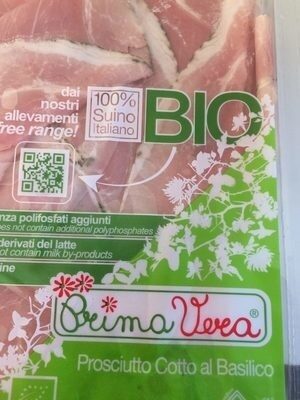 dai
nostri
allevamenti
free range!
100%
Suino
Italiano
BIO
nza polifosfati aggiunti
es not contain additional polyphosphates
derivati del latte
not contain milk by-products
ine
Prima Vera®
Prosciutto Cotto al Basilico